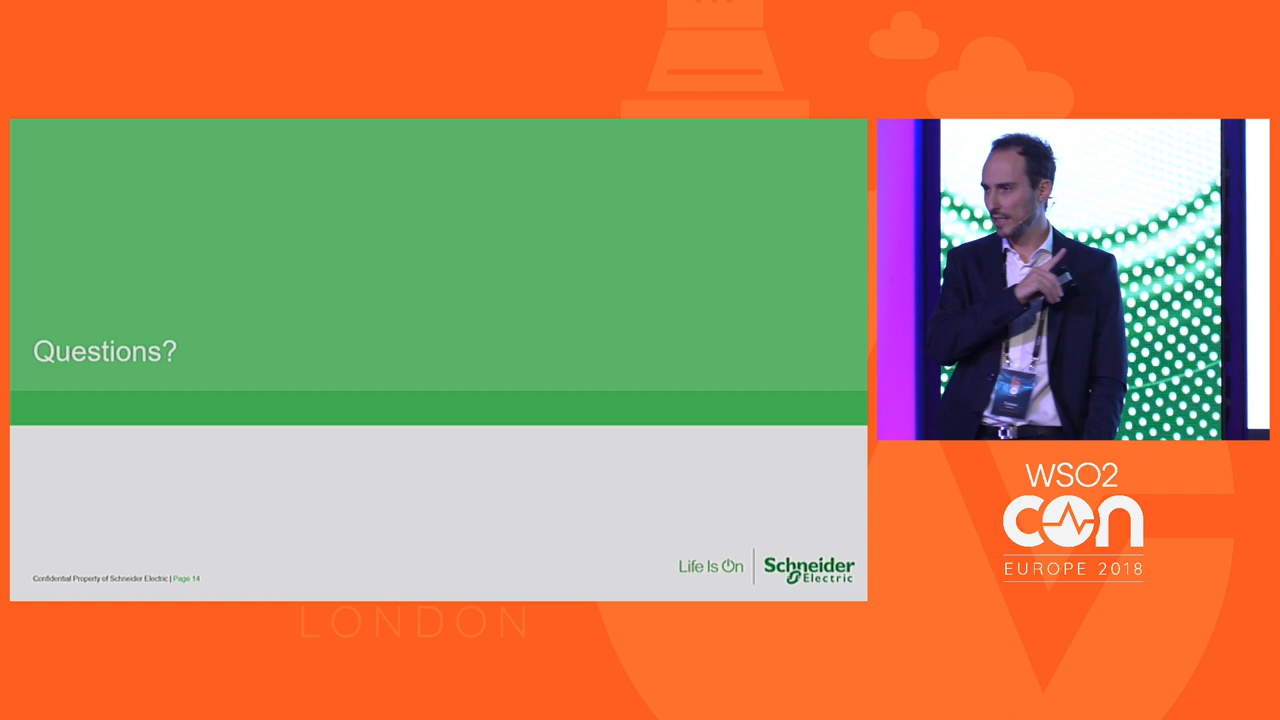 Questions?
Confidential Property of Schneider Electric | Page 14
Life Is On
Schneider
Electric
WSO2
con
EUROPE 2018
LONDON